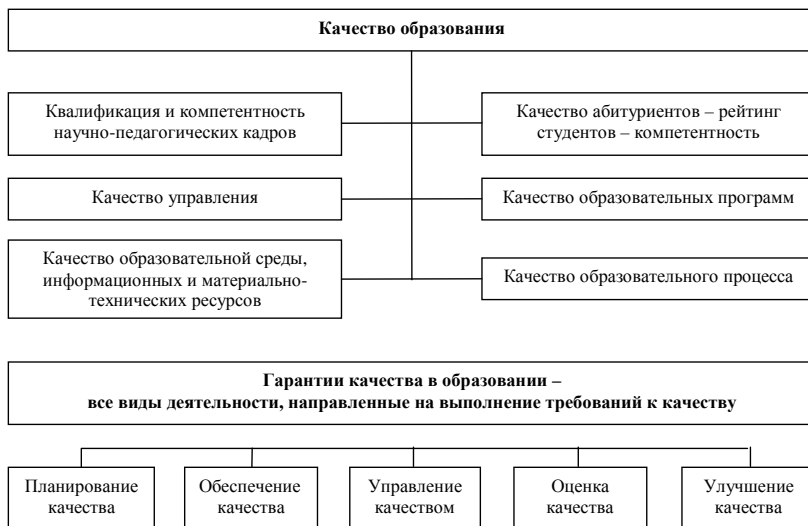 Качество образования
Квалификация и компетентность
научно-педагогических кадров
Качество абитуриентов – рейтинг
студентов – компетентность
Качество управления
Качество образовательных программ
Качество образовательной среды,
информационных и материально-
технических ресурсов
Качество образовательного процесса
Гарантии качества в образовании –
все виды деятельности, направленные на выполнение требований к качеству
Планирование
качества
Обеспечение
качества
Управление
качеством
Оценка
качества
Улучшение
качества